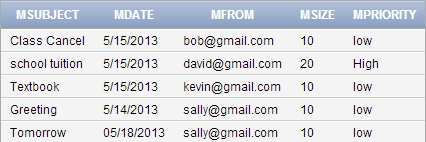 MSUBJECT MDATE MFROM MSIZE MPRIORITY
Class Cancel 5/15/2013 bob@gmail.com 10 low
school tuition 5/15/2013 david@gmail.com 20 High
Textbook 5/15/2013 kevin@gmail.com 10 low
Greeting 5/14/2013 sally@gmail.com 10 low
Tomorrow 05/18/2013 sally@gmail.com 10 low